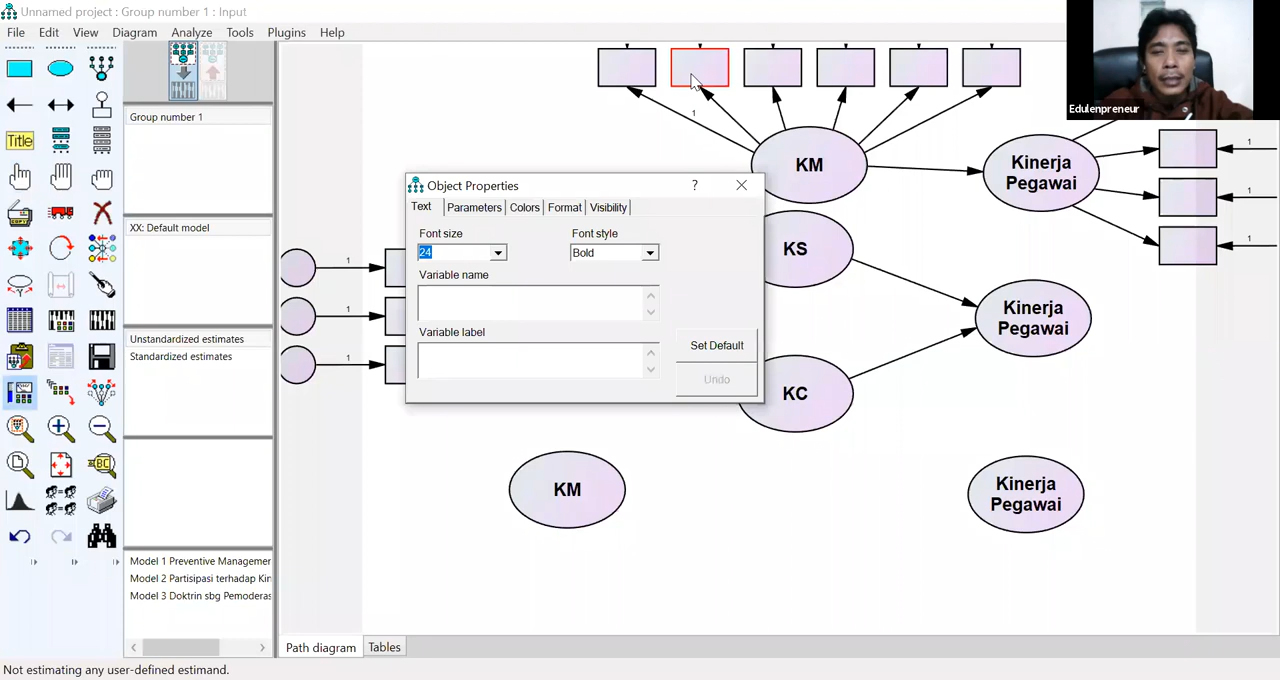 Unnamed project : Group number 1 : Input
File Edit View Diagram Analyze Tools Plugins Help
Title
Group number 1
XX: Default model
Unstandardized estimates
Standardized estimates
Model 1 Preventive Managemer
Model 2 Partisipasi terhadap Kin
Model 3 Doktrin sbg Pemoderas
Edulenpreneur
1
KM
Kinerja
Pegawai
1
1
1
KS
KC
Kinerja
Pegawai
1
1
1
KM
Kinerja
Pegawai
Object Properties ?
Text Parameters Colors Format Visibility
Font size Font style
24 Bold
Variable name
Variable label
Set Default
Undo
Path diagram Tables
Not estimating any user-defined estimand.